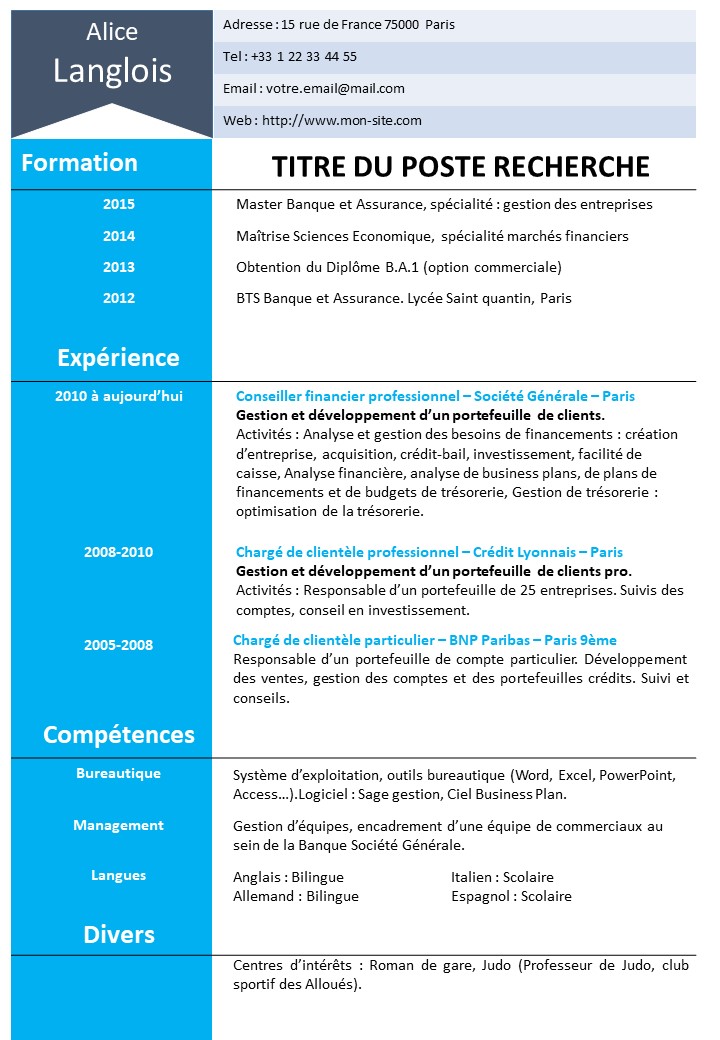 Alice
Langlois
Adresse : 15 rue de France 75000 Paris
Tel : +33 1 22 33 44 55
Email : votre.email@mail.com
Web : http://www.mon-site.com
Formation
TITRE DU POSTE RECHERCHE
2015 Master Banque et Assurance, spécialité : gestion des entreprises
2014 Maîtrise Sciences Economique, spécialité marchés financiers
2013 Obtention du Diplôme B.A.1 (option commerciale)
2012 BTS Banque et Assurance. Lycée Saint quantin, Paris
Expérience
2010 à aujourd’hui Conseiller financier professionnel – Société Générale – Paris
Gestion et développement d’un portefeuille de clients.
Activités : Analyse et gestion des besoins de financements : création
d’entreprise, acquisition, crédit-bail, investissement, facilité de
caisse, Analyse financière, analyse de business plans, de plans de
financements et de budgets de trésorerie, Gestion de trésorerie :
optimisation de la trésorerie.
2008-2010 Chargé de clientèle professionnel – Crédit Lyonnais – Paris
Gestion et développement d’un portefeuille de clients pro.
Activités : Responsable d’un portefeuille de 25 entreprises. Suivis des
comptes, conseil en investissement.
2005-2008 Chargé de clientèle particulier – BNP Paribas – Paris 9ème
Responsable d’un portefeuille de compte particulier. Développement
des ventes, gestion des comptes et des portefeuilles crédits. Suivi et
conseils.
Compétences
Bureautique Système d’exploitation, outils bureautique (Word, Excel, PowerPoint,
Access…).Logiciel : Sage gestion, Ciel Business Plan.
Management Gestion d’équipes, encadrement d’une équipe de commerciaux au
sein de la Banque Société Générale.
Langues Anglais : Bilingue Italien : Scolaire
Allemand : Bilingue Espagnol : Scolaire
Divers
Centres d’intérêts : Roman de gare, Judo (Professeur de Judo, club
sportif des Alloués).